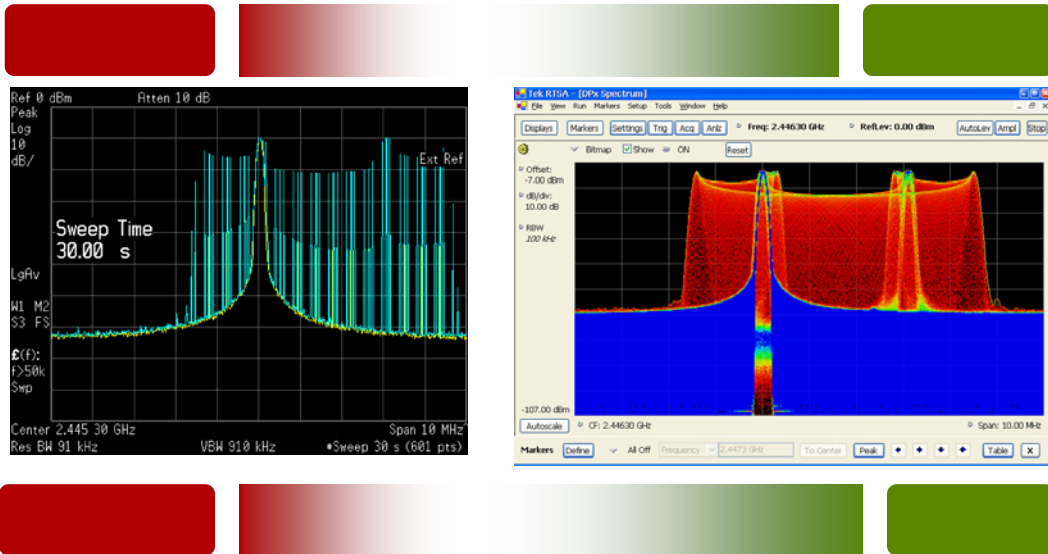 Ref 0 dBm Atten 10 dB
Peak
Log
10
dB/
Ext Ref
Sweep Time
30.00 s
LgAv
W1 M2
S3 FS
£(f):
f>50k
Swp
Center 2.445 30 GHz Span 10 MHz
Res BW 91 kHz VBW 910 kHz *Sweep 30 s (601 pts)
Tek RTSA - [DPx Spectrum]
File View Run Markers Setup Tools Window Help
Displays Markers Settings Trig Acq Anlz Freq: 2.44630 GHz RefLev: 0.00 dBm AutoLev Ampl Stop
Bitmap Show ON Reset
Offset:
-7.00 dBm
dB/div:
10.00 dB
RBW
100 kHz
-107.00 dBm
Autoscale CF: 2.44630 GHz Span: 10.00 MHz
Markers Define All Off Frequency 2.4473 GHz To Center Peak Table X